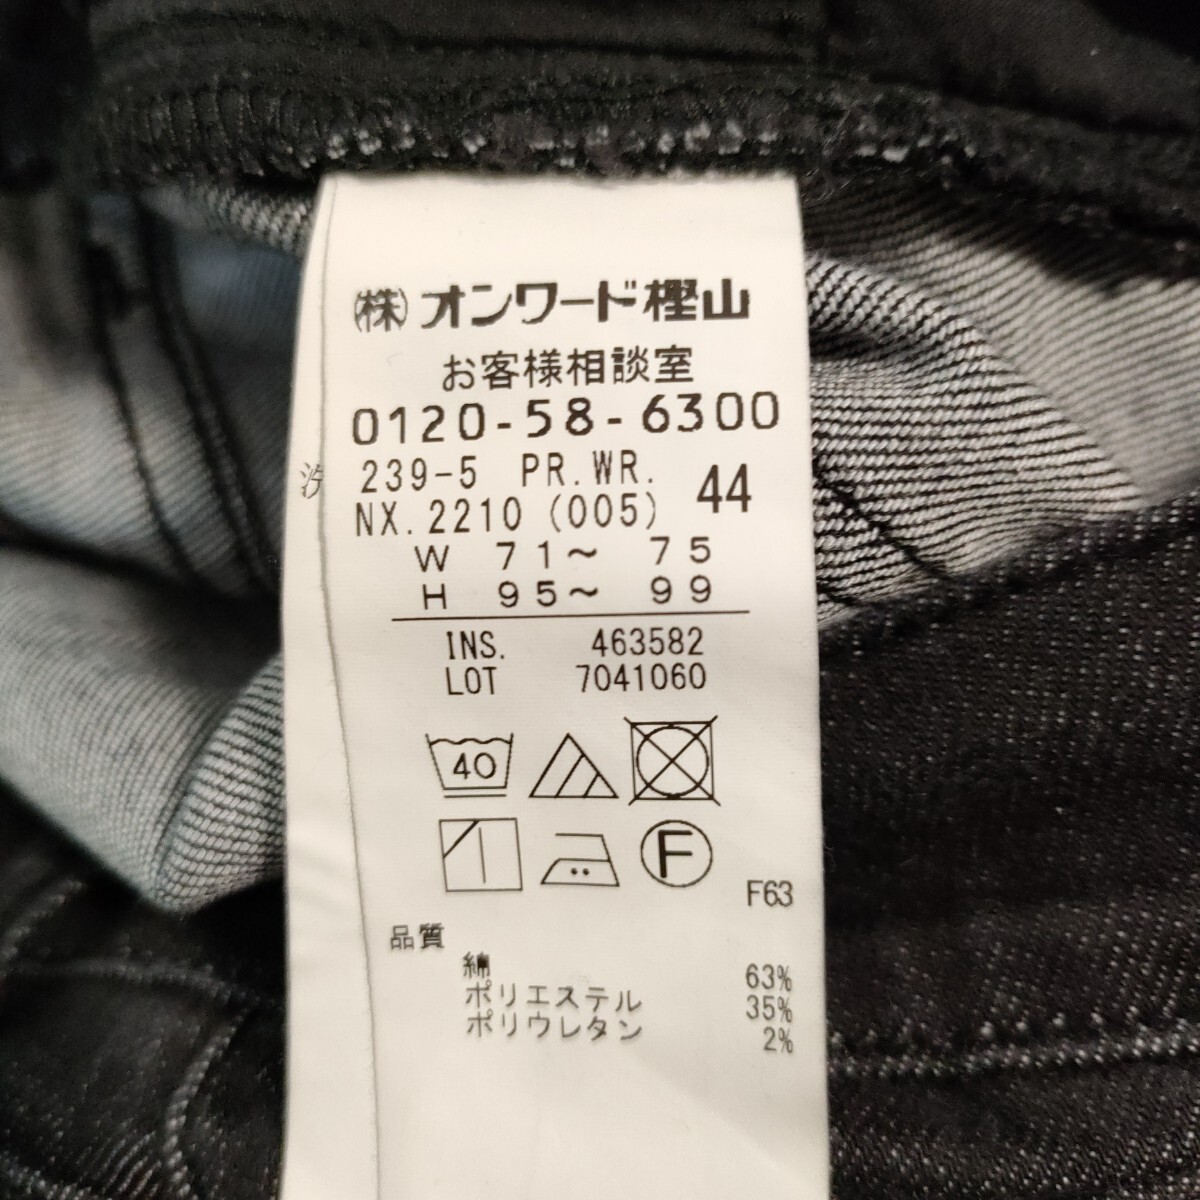 ㈱オンワード樫山
お客様相談室
0120-58-6300
239-5 PR.WR. 44
NX.2210 (005)
W 71〜 75
H 95〜 99
INS. 463582
LOT 7041060
40
F
F63
品質
綿 63%
ポリエステル 35%
ポリウレタン 2%